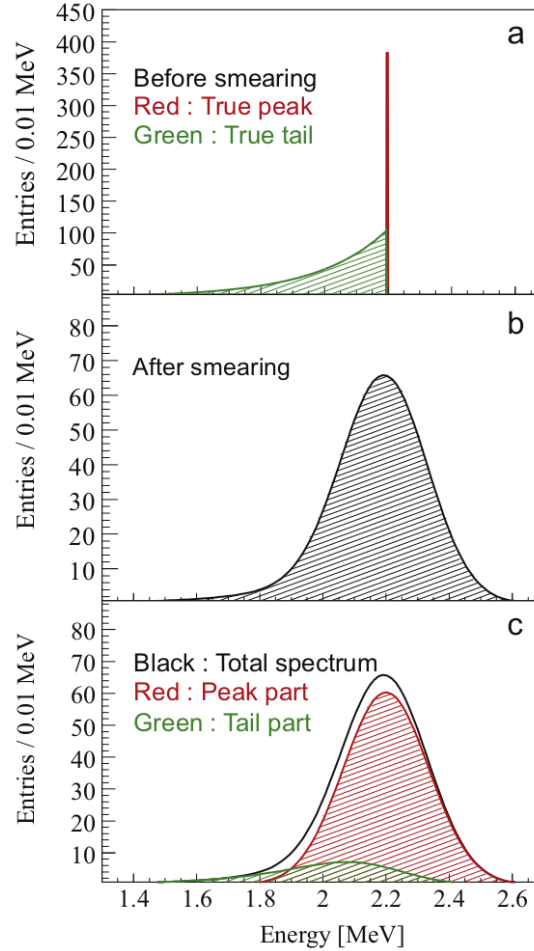 450
400
350
300
250
200
150
100
50
Entries / 0.01 MeV
a
Before smearing
Red : True peak
Green : True tail
80
70
60
50
40
30
20
10
Entries / 0.01 MeV
b
After smearing
80
70
60
50
40
30
20
10
Entries / 0.01 MeV
c
Black : Total spectrum
Red : Peak part
Green : Tail part
1.4 1.6 1.8 2 2.2 2.4 2.6
Energy [MeV]